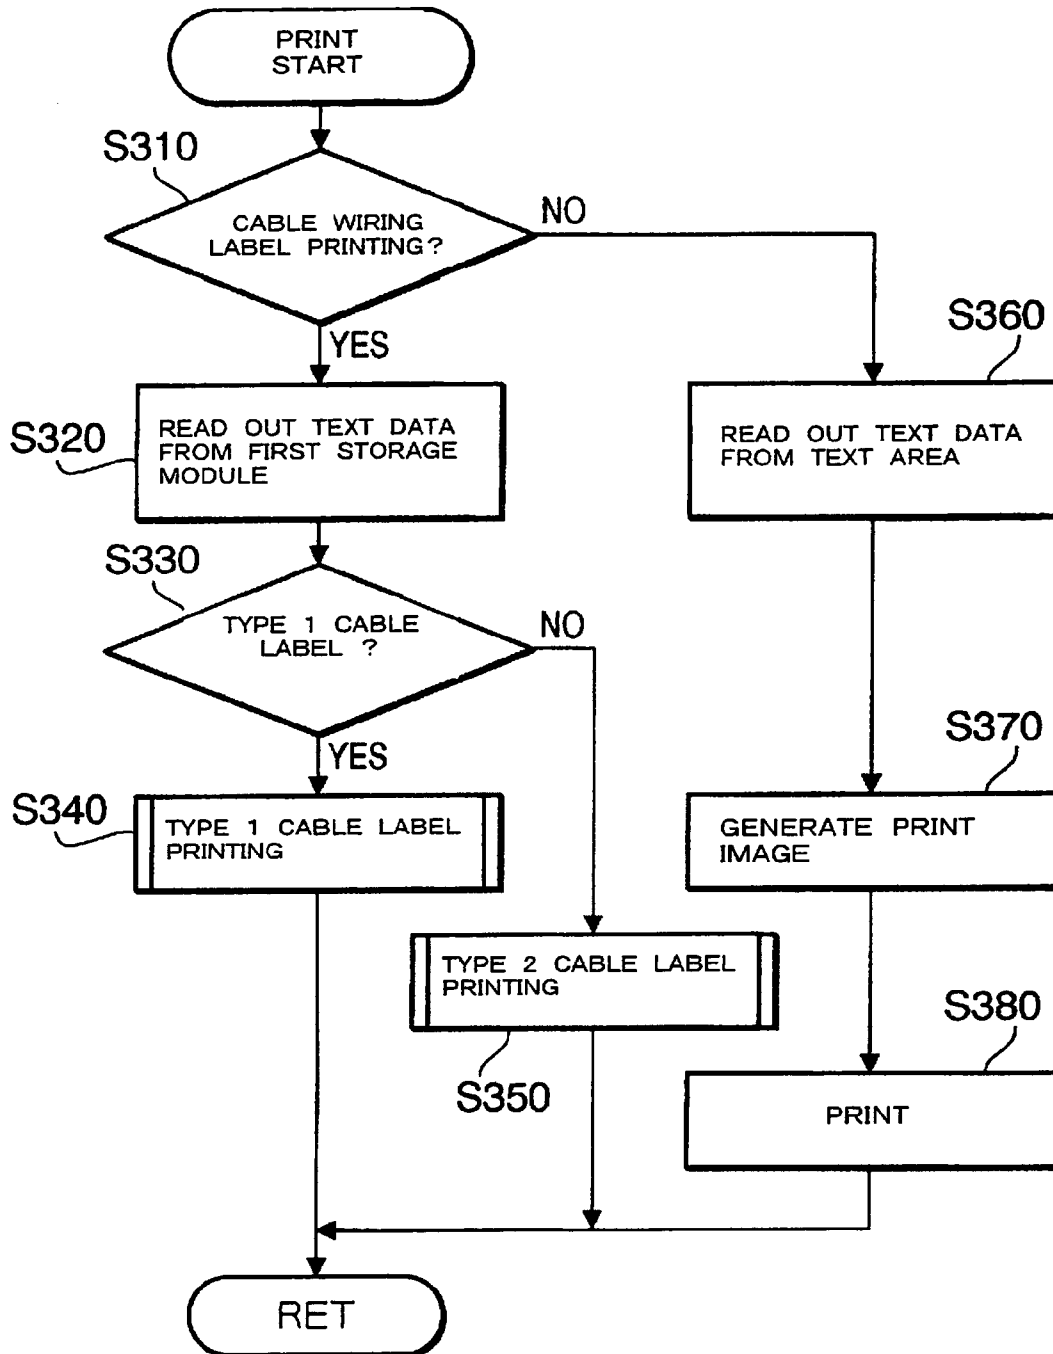 PRINT
START
S310
CABLE WIRING
LABEL PRINTING?
NO
YES
S360
S320
READ OUT TEXT DATA
FROM FIRST STORAGE
MODULE
READ OUT TEXT DATA
FROM TEXT AREA
S330
TYPE 1 CABLE
LABEL ?
NO
YES
S370
S340
TYPE 1 CABLE LABEL
PRINTING
GENERATE PRINT
IMAGE
TYPE 2 CABLE LABEL
PRINTING
S350
S380
PRINT
RET